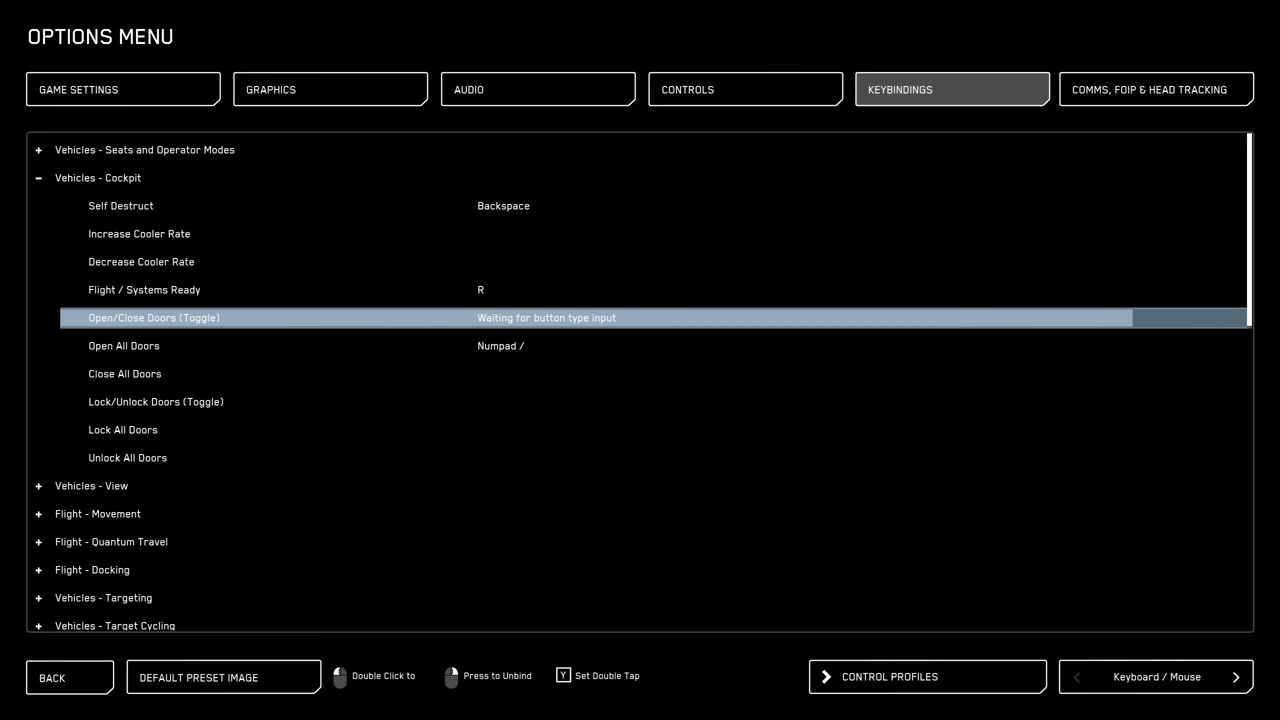 OPTIONS MENU
GAME SETTINGS
GRAPHICS
AUDIO
CONTROLS
KEYBINDINGS
COMMS, FOIP & HEAD TRACKING
+ Vehicles - Seats and Operator Modes
- Vehicles - Cockpit
Self Destruct Backspace
Increase Cooler Rate
Decrease Cooler Rate
Flight / Systems Ready R
Open/Close Doors (Toggle) Waiting for button type input
Open All Doors Numpad /
Close All Doors
Lock/Unlock Doors (Toggle)
Lock All Doors
Unlock All Doors
+ Vehicles - View
+ Flight - Movement
+ Flight - Quantum Travel
+ Flight - Docking
+ Vehicles - Targeting
+ Vehicles - Target Cycling
BACK
DEFAULT PRESET IMAGE
Double Click to
Press to Unbind
Y Set Double Tap
CONTROL PROFILES
Keyboard / Mouse